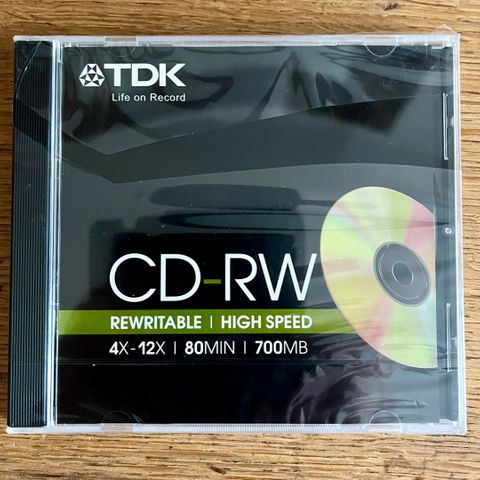 TDK
Life on Record
CD-RW
REWRITABLE | HIGH SPEED
4X-12X | 80MIN | 700MB